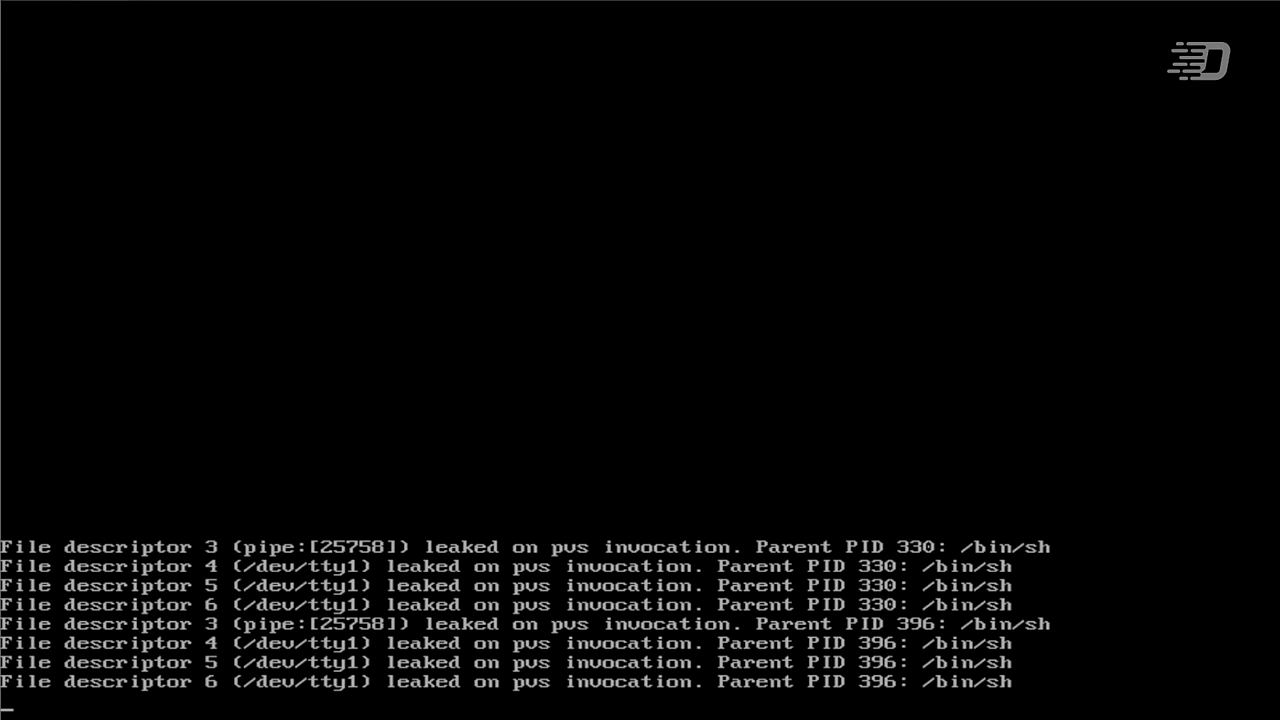 File descriptor 3 (pipe:[25758]) leaked on pvs invocation. Parent PID 330: /bin/sh
File descriptor 4 (/dev/tty1) leaked on pvs invocation. Parent PID 330: /bin/sh
File descriptor 5 (/dev/tty1) leaked on pvs invocation. Parent PID 330: /bin/sh
File descriptor 6 (/dev/tty1) leaked on pvs invocation. Parent PID 330: /bin/sh
File descriptor 3 (pipe:[25758]) leaked on pvs invocation. Parent PID 396: /bin/sh
File descriptor 4 (/dev/tty1) leaked on pvs invocation. Parent PID 396: /bin/sh
File descriptor 5 (/dev/tty1) leaked on pvs invocation. Parent PID 396: /bin/sh
File descriptor 6 (/dev/tty1) leaked on pvs invocation. Parent PID 396: /bin/sh